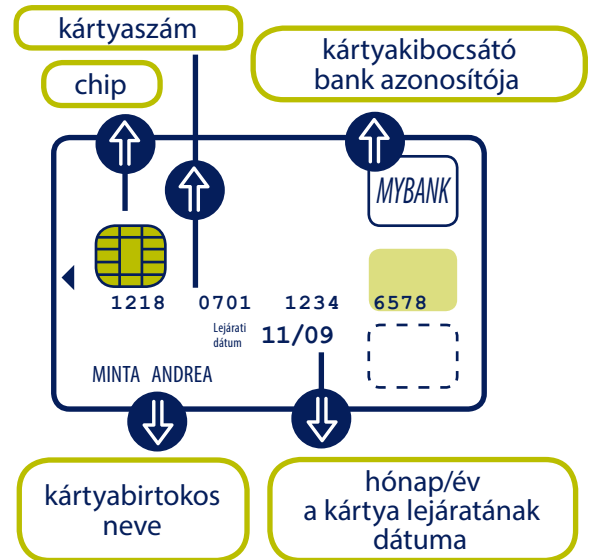 kártyaszám
chip
kártyakibocsátó
bank azonosítója
MYBANK
1218 0701 1234 6578
Lejárati
dátum
11/09
MINTA ANDREA
kártyabirtokos
neve
hónap/év
a kártya lejáratának
dátuma